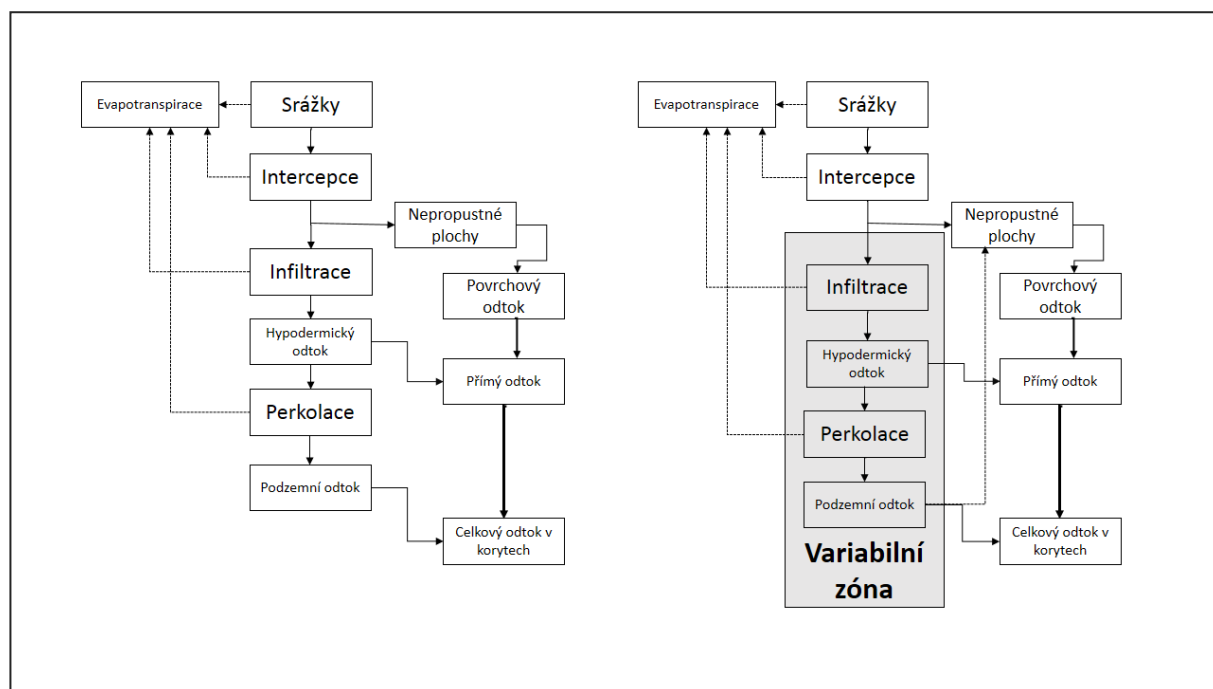 Evapotranspirace
Srážky
Intercepce
Nepropustné
plochy
Infiltrace
Povrchový
odtok
Hypodermický
odtok
Přímý odtok
Perkolace
Podzemní odtok
Celkový odtok v
korytech
Evapotranspirace
Srážky
Intercepce
Nepropustné
plochy
Infiltrace
Povrchový
odtok
Hypodermický
odtok
Přímý odtok
Perkolace
Podzemní odtok
Celkový odtok v
korytech
Variabilní
zóna